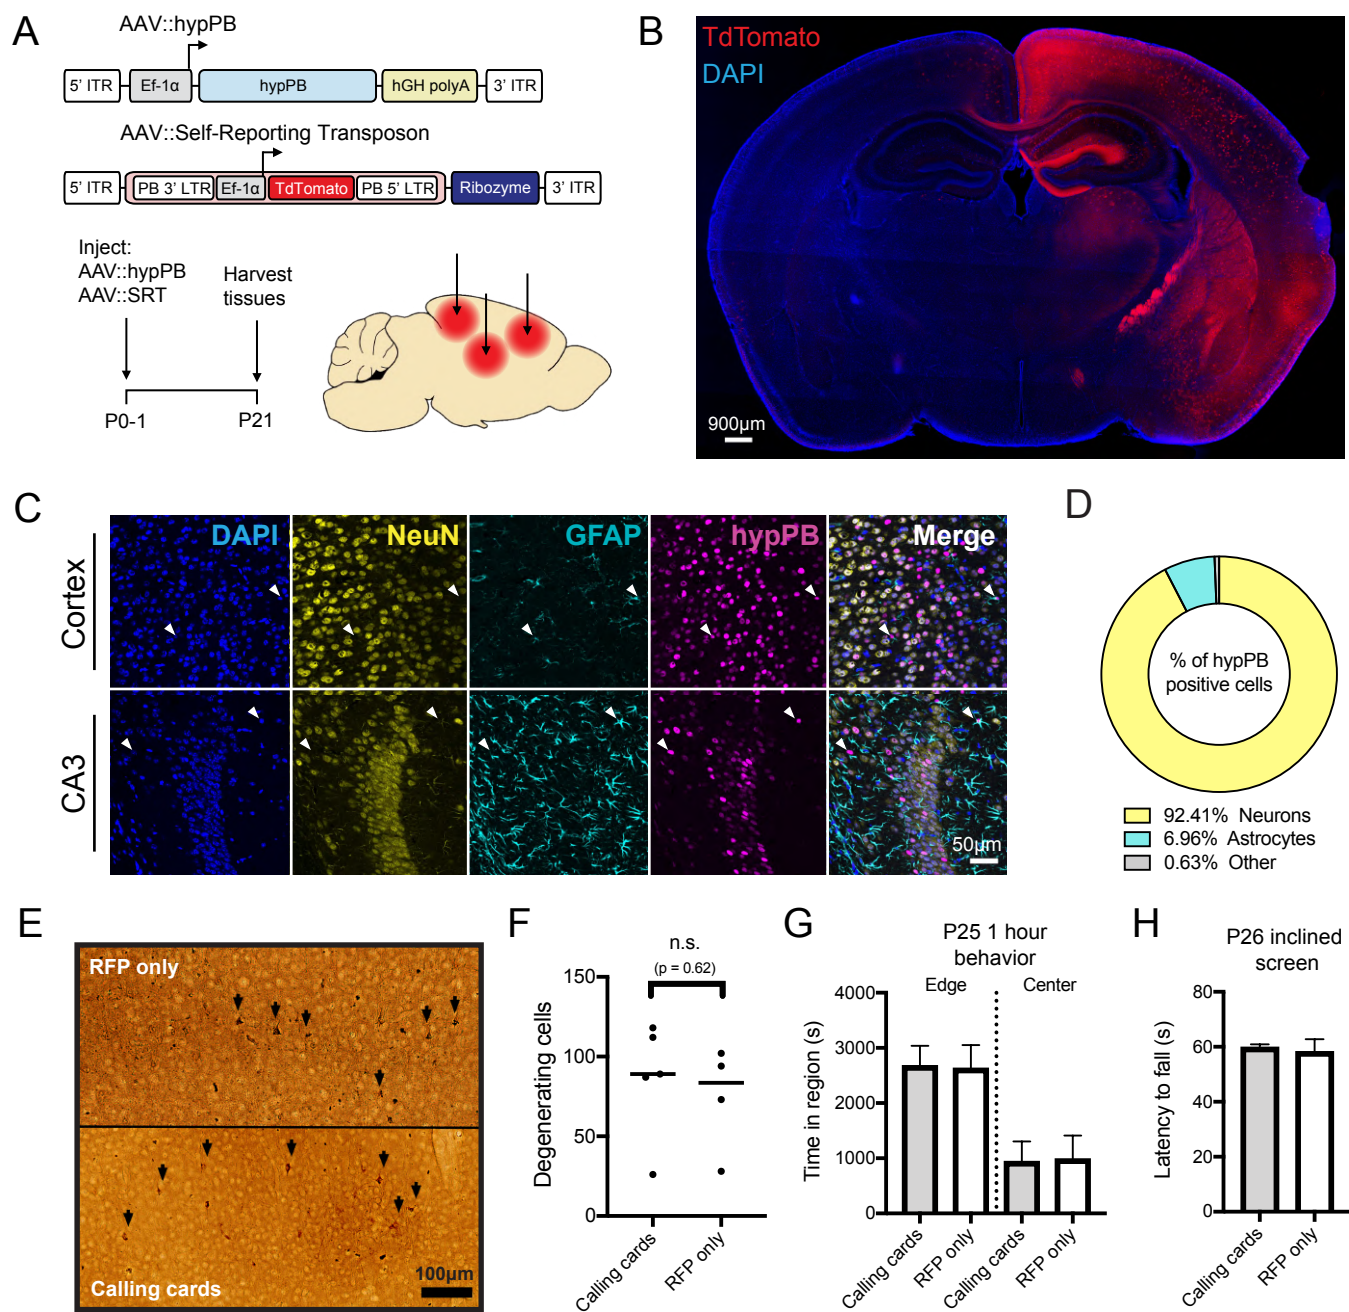 A
AAV::hypPB
5' ITR
Ef-1α
hypPB
hGH polyA
3' ITR
AAV::Self-Reporting Transposon
5' ITR
PB 3' LTR
Ef-1α
TdTomato
PB 5' LTR
Ribozyme
3' ITR
Inject:
AAV::hypPB
AAV::SRT
Harvest
tissues
P0-1
P21
B
TdTomato
DAPI
900µm
C
DAPI
NeuN
GFAP
hypPB
Merge
Cortex
CA3
50µm
D
% of hypPB
positive cells
92.41% Neurons
6.96% Astrocytes
0.63% Other
E
RFP only
Calling cards
100µm
F
n.s.
(p = 0.62)
Degenerating cells
150
100
50
0
Calling cards
RFP only
G
P25 1 hour
behavior
Edge
Center
Time in region (s)
4000
3000
2000
1000
0
Calling cards
RFP only
Calling cards
RFP only
H
P26 inclined
screen
Latency to fall (s)
80
60
40
20
0
Calling cards
RFP only